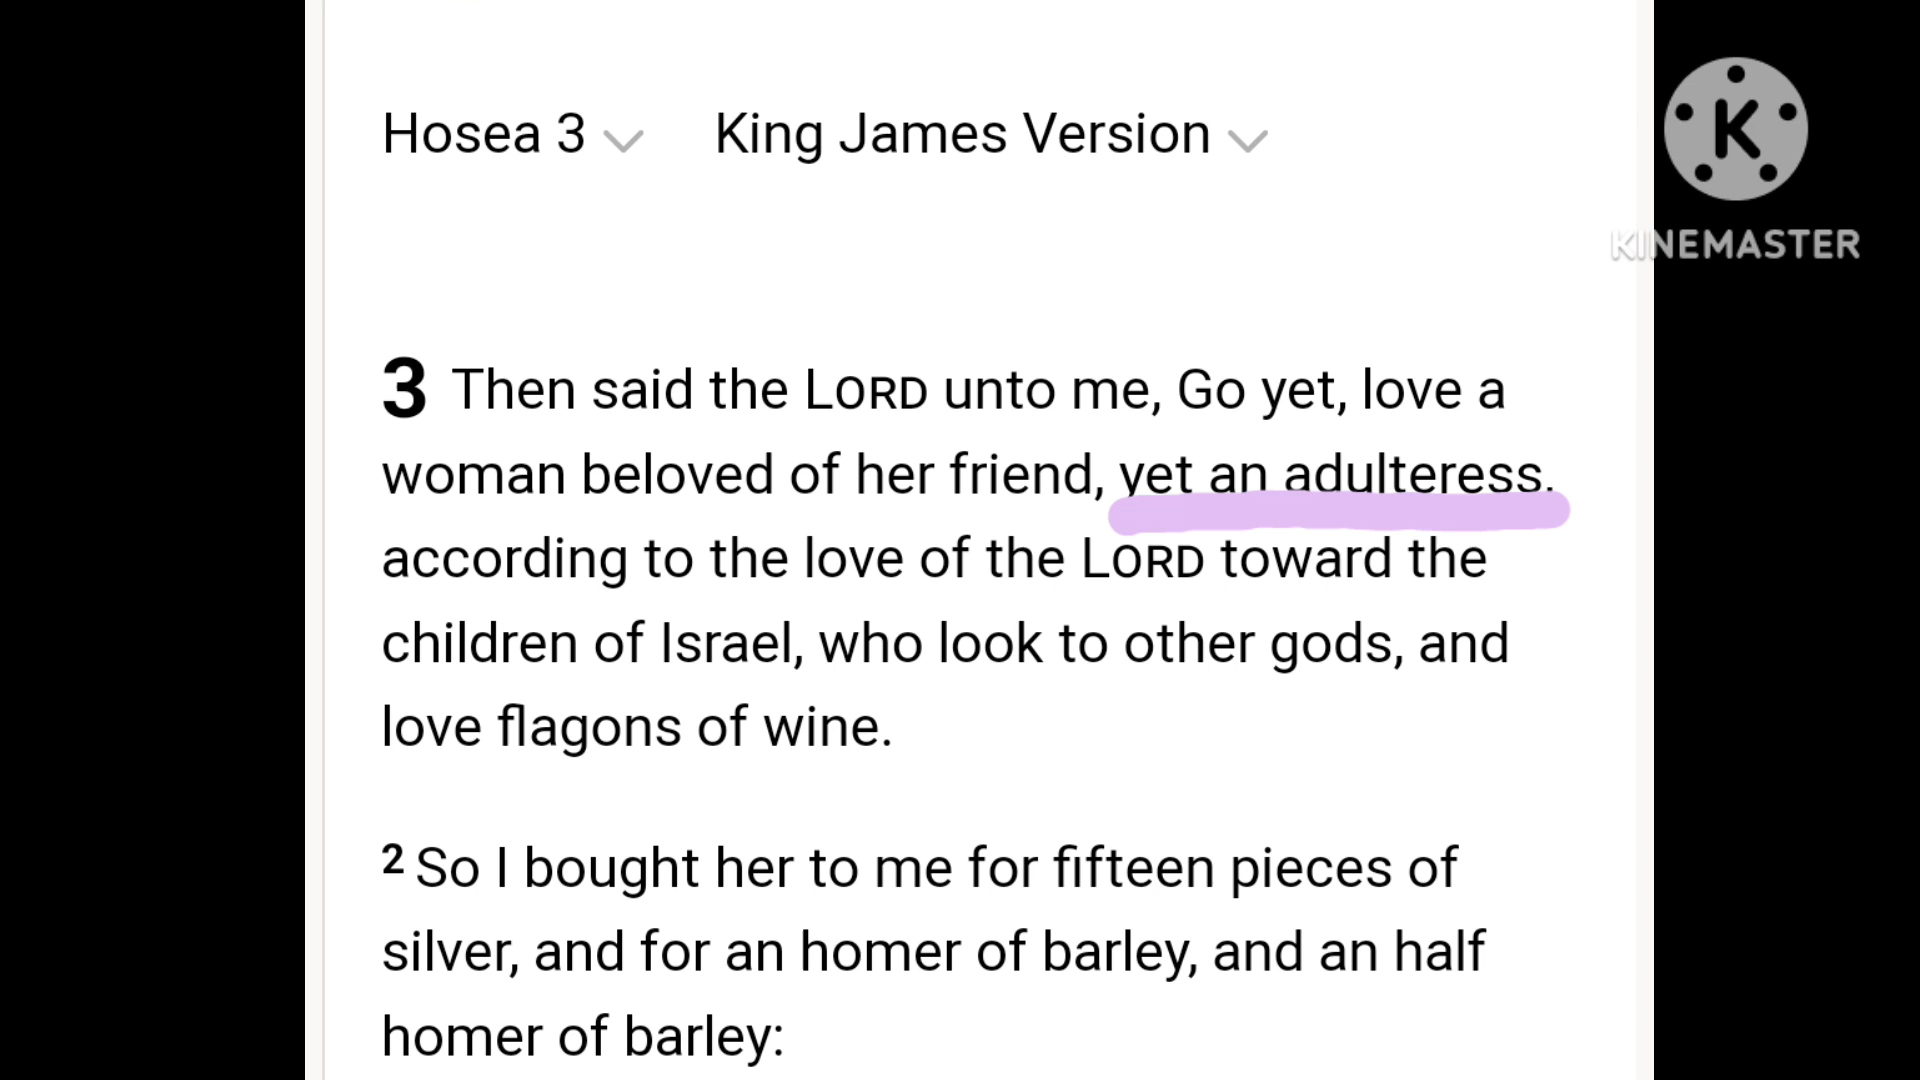 Hosea 3 King James Version
K
KINEMASTER
3 Then said the LORD unto me, Go yet, love a
woman beloved of her friend, yet an adulteress,
according to the love of the LORD toward the
children of Israel, who look to other gods, and
love flagons of wine.
2 So I bought her to me for fifteen pieces of
silver, and for an homer of barley, and an half
homer of barley: